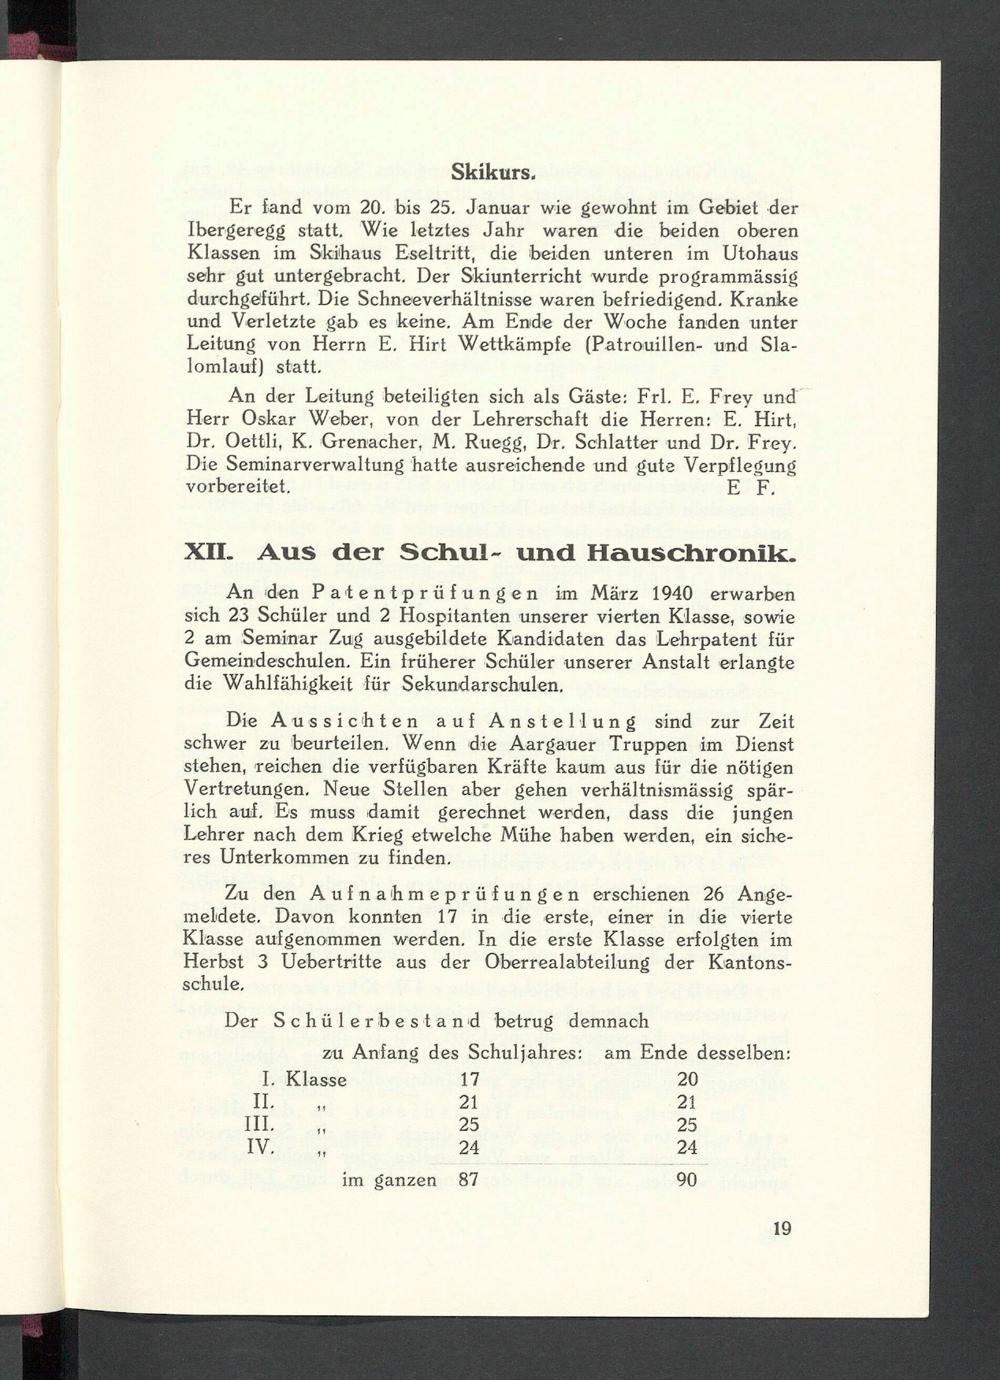 Skikurs.
Er fand vom 20. bis 25. Januar wie gewohnt im Gebiet der
Ibergeregg statt. Wie letztes Jahr waren die beiden oberen
Klassen im Skihaus Eseltritt, die beiden unteren im Utohaus
sehr gut untergebracht. Der Skiunterricht wurde programmässig
durchgeführt. Die Schneeverhältnisse waren befriedigend. Kranke
und Verletzte gab es keine. Am Ende der Woche fanden unter
Leitung von Herrn E. Hirt Wettkämpfe (Patrouillen- und Sla-
lomlauf) statt.
An der Leitung beteiligten sich als Gäste: Frl. E. Frey und
Herr Oskar Weber, von der Lehrerschaft die Herren: E. Hirt,
Dr. Oettli, K. Grenacher, M. Ruegg, Dr. Schlatter und Dr. Frey.
Die Seminarverwaltung hatte ausreichende und gute Verpflegung
vorbereitet. E F.
XII. Aus der Schul- und Hauschronik.
An den Patentprüfungen im März 1940 erwarben
sich 23 Schüler und 2 Hospitanten unserer vierten Klasse, sowie
2 am Seminar Zug ausgebildete Kandidaten das Lehrpatent für
Gemeindeschulen. Ein früherer Schüler unserer Anstalt erlangte
die Wahlfähigkeit für Sekundarschulen.
Die Aussichten auf Anstellung sind zur Zeit
schwer zu beurteilen. Wenn die Aargauer Truppen im Dienst
stehen, reichen die verfügbaren Kräfte kaum aus für die nötigen
Vertretungen. Neue Stellen aber gehen verhältnismässig spär-
lich auf. Es muss damit gerechnet werden, dass die jungen
Lehrer nach dem Krieg etwelche Mühe haben werden, ein siche-
res Unterkommen zu finden.
Zu den Aufnahmeprüfungen erschienen 26 Ange-
meldete. Davon konnten 17 in die erste, einer in die vierte
Klasse aufgenommen werden. In die erste Klasse erfolgten im
Herbst 3 Uebertritte aus der Oberrealabteilung der Kantons-
schule.
Der Schülerbestand betrug demnach
zu Anfang des Schuljahres: am Ende desselben:
I. Klasse 17 20
II. „ 21 21
III. „ 25 25
IV. „ 24 24
im ganzen 87 90
19